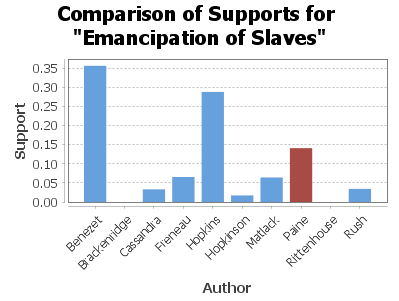 Comparison of Supports for
"Emancipation of Slaves"
0.35
0.30
0.25
0.20
0.15
0.10
0.05
0.00
Support
Benezet
Brackenridge
Cassandra
Freneau
Hopkins
Hopkinson
Matlack
Paine
Rittenhouse
Rush
Author